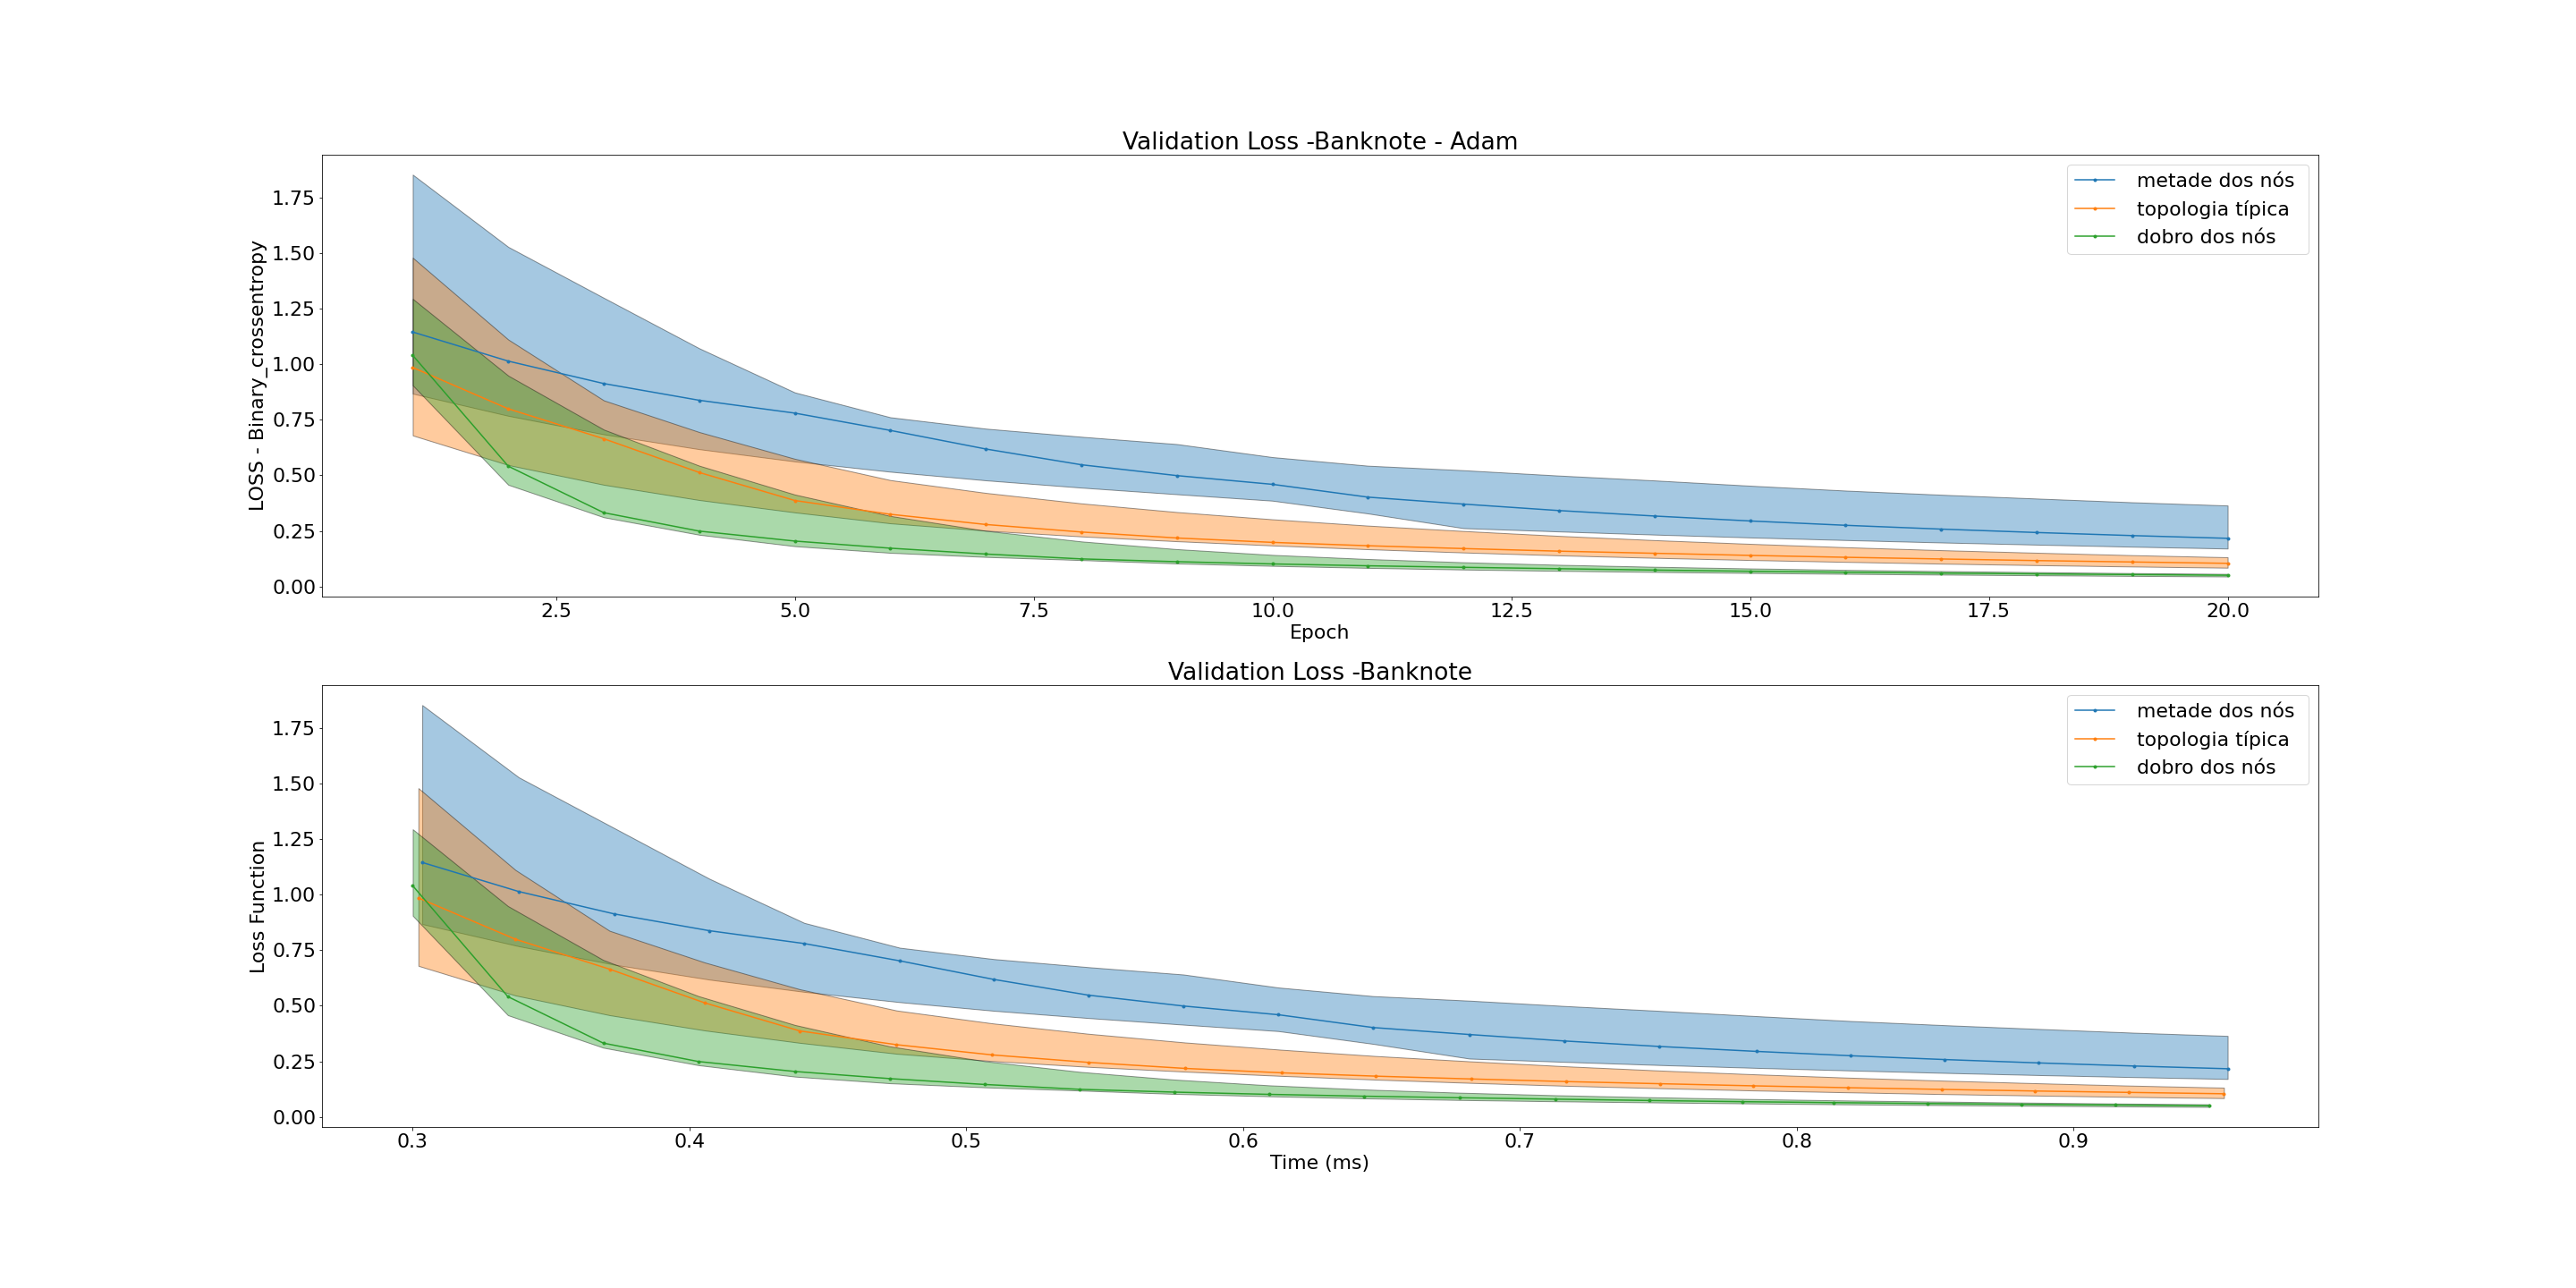 Validation Loss -Banknote - Adam
LOSS - Binary_crossentropy
1.75
1.50
1.25
1.00
0.75
0.50
0.25
0.00
metade dos nós
topologia típica
dobro dos nós
2.5 5.0 7.5 10.0 12.5 15.0 17.5 20.0
Epoch
Validation Loss -Banknote
Loss Function
1.75
1.50
1.25
1.00
0.75
0.50
0.25
0.00
metade dos nós
topologia típica
dobro dos nós
0.3 0.4 0.5 0.6 0.7 0.8 0.9
Time (ms)